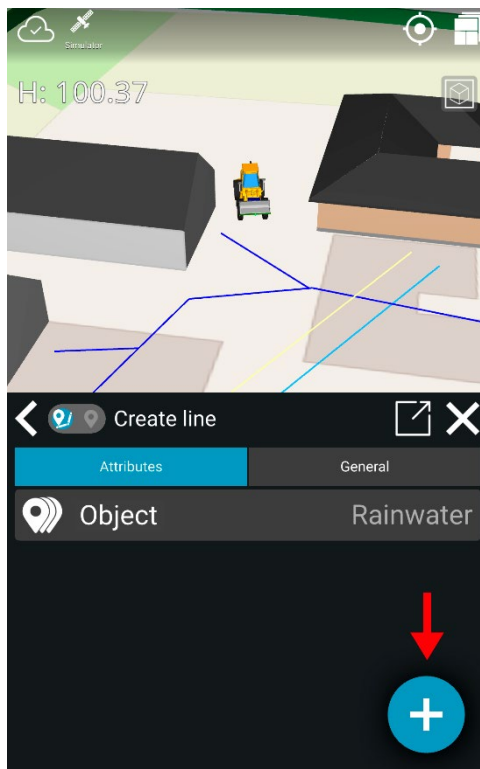 Simulator
H: 100.37
Create line
Attributes
General
Object
Rainwater